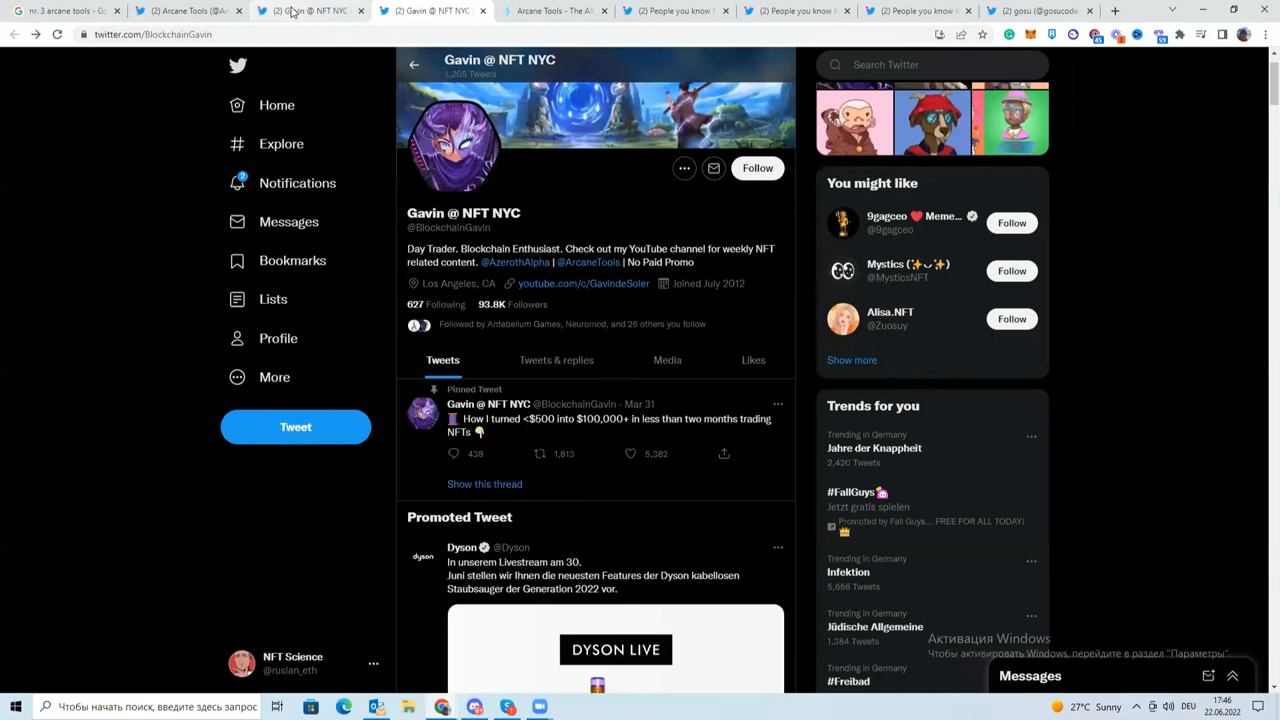 nr. 3 arcane tools - Go
(2) Arcane Tools (@A
(2) Gavin @ NFT NYC
(2) Gavin @ NFT NYC
Arcane Tools - The All
(2) People you know
(2) People you know
(2) People you know
(2) gosu (@gosucode
twitter.com/BlockchainGavin
Home
Explore
2
Notifications
Messages
Bookmarks
Lists
Profile
More
Tweet
NFT Science
@ruslan_eth
Gavin @ NFT NYC
1,205 Tweets
Follow
Gavin @ NFT NYC
@BlockchainGavin
Day Trader. Blockchain Enthusiast. Check out my YouTube channel for weekly NFT
related content. @AzerothAlpha | @ArcaneTools | No Paid Promo
Los Angeles, CA youtube.com/c/GavindeSoler Joined July 2012
627 Following 93.8K Followers
Followed by Antebellum Games, Neuromod, and 26 others you follow
Tweets Tweets & replies Media Likes
Pinned Tweet
Gavin @ NFT NYC @BlockchainGavin · Mar 31
How I turned <$500 into $100,000+ in less than two months trading
NFTs
438 1,813 5,382
Show this thread
Promoted Tweet
Dyson @Dyson
In unserem Livestream am 30.
Juni stellen wir Ihnen die neuesten Features der Dyson kabellosen
Staubsauger der Generation 2022 vor.
dyson
DYSON LIVE
Search Twitter
You might like
9gagceo ❤️ Meme...
@9gagceo
Follow
Mystics (✨ᴗ✨)
@MysticsNFT
Follow
Alisa.NFT
@Zuosuy
Follow
Show more
Trends for you
Trending in Germany
Jahre der Knappheit
2,420 Tweets
#FallGuys
Jetzt gratis spielen
Promoted by Fall Guys... FREE FOR ALL TODAY!
Trending in Germany
Infektion
5,656 Tweets
Trending in Germany
Jüdische Allgemeine
1,384 Tweets
Trending in Germany
#Freibad
Активация Windows
Чтобы активировать Windows, перейдите в раздел "Параметры".
Messages
Чтобы начать поиск, введите здесь запрос
27°C Sunny
DEU
17:46
22.06.2022